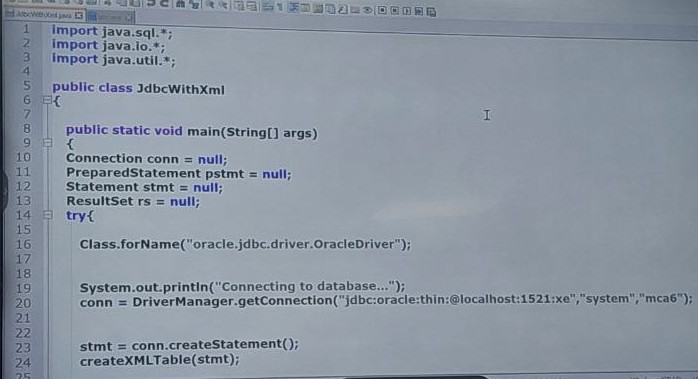 JdbcWithXml.java
1 import java.sql.*;
2 import java.io.*;
3 import java.util.*;
4
5 public class JdbcWithXml
6 {
7
8 public static void main(String[] args)
9 {
10 Connection conn = null;
11 PreparedStatement pstmt = null;
12 Statement stmt = null;
13 ResultSet rs = null;
14 try{
15
16 Class.forName("oracle.jdbc.driver.OracleDriver");
17
18
19 System.out.println("Connecting to database...");
20 conn = DriverManager.getConnection("jdbc:oracle:thin:@localhost:1521:xe","system","mca6");
21
22
23 stmt = conn.createStatement();
24 createXMLTable(stmt);
25